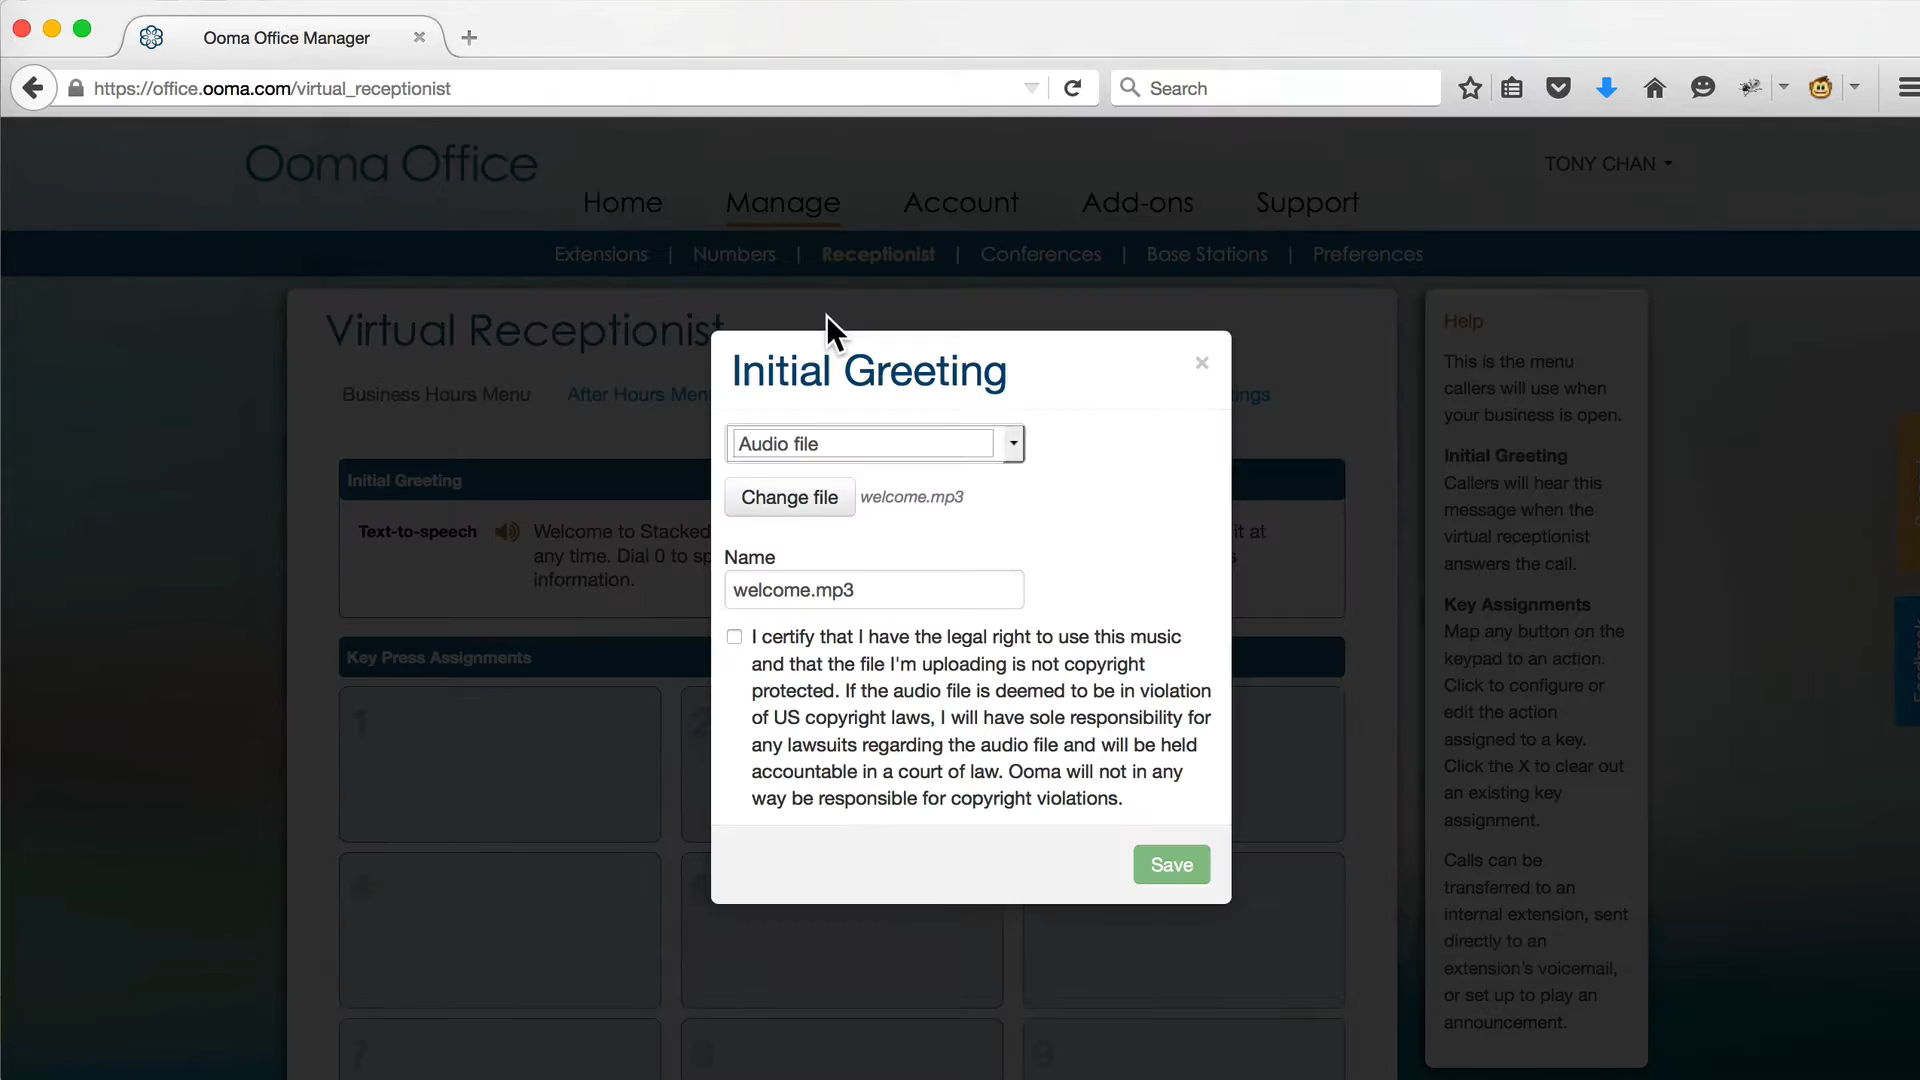 Ooma Office Manager
https://office.ooma.com/virtual_receptionist
Search
Ooma Office
TONY CHAN
Home Manage Account Add-ons Support
Extensions | Numbers | Receptionist | Conferences | Base Stations | Preferences
Virtual Receptionist
Business Hours Menu After Hours Men
Initial Greeting
Text-to-speech Welcome to Stacked it at
any time. Dial 0 to sp
information.
Key Press Assignments
1
2
4
7
8
9
Initial Greeting
×
Audio file
Change file welcome.mp3
Name
welcome.mp3
I certify that I have the legal right to use this music
and that the file I'm uploading is not copyright
protected. If the audio file is deemed to be in violation
of US copyright laws, I will have sole responsibility for
any lawsuits regarding the audio file and will be held
accountable in a court of law. Ooma will not in any
way be responsible for copyright violations.
Save
Help
This is the menu
callers will use when
your business is open.
Initial Greeting
Callers will hear this
message when the
virtual receptionist
answers the call.
Key Assignments
Map any button on the
keypad to an action.
Click to configure or
edit the action
assigned to a key.
Click the X to clear out
an existing key
assignment.
Calls can be
transferred to an
internal extension, sent
directly to an
extension's voicemail,
or set up to play an
announcement.